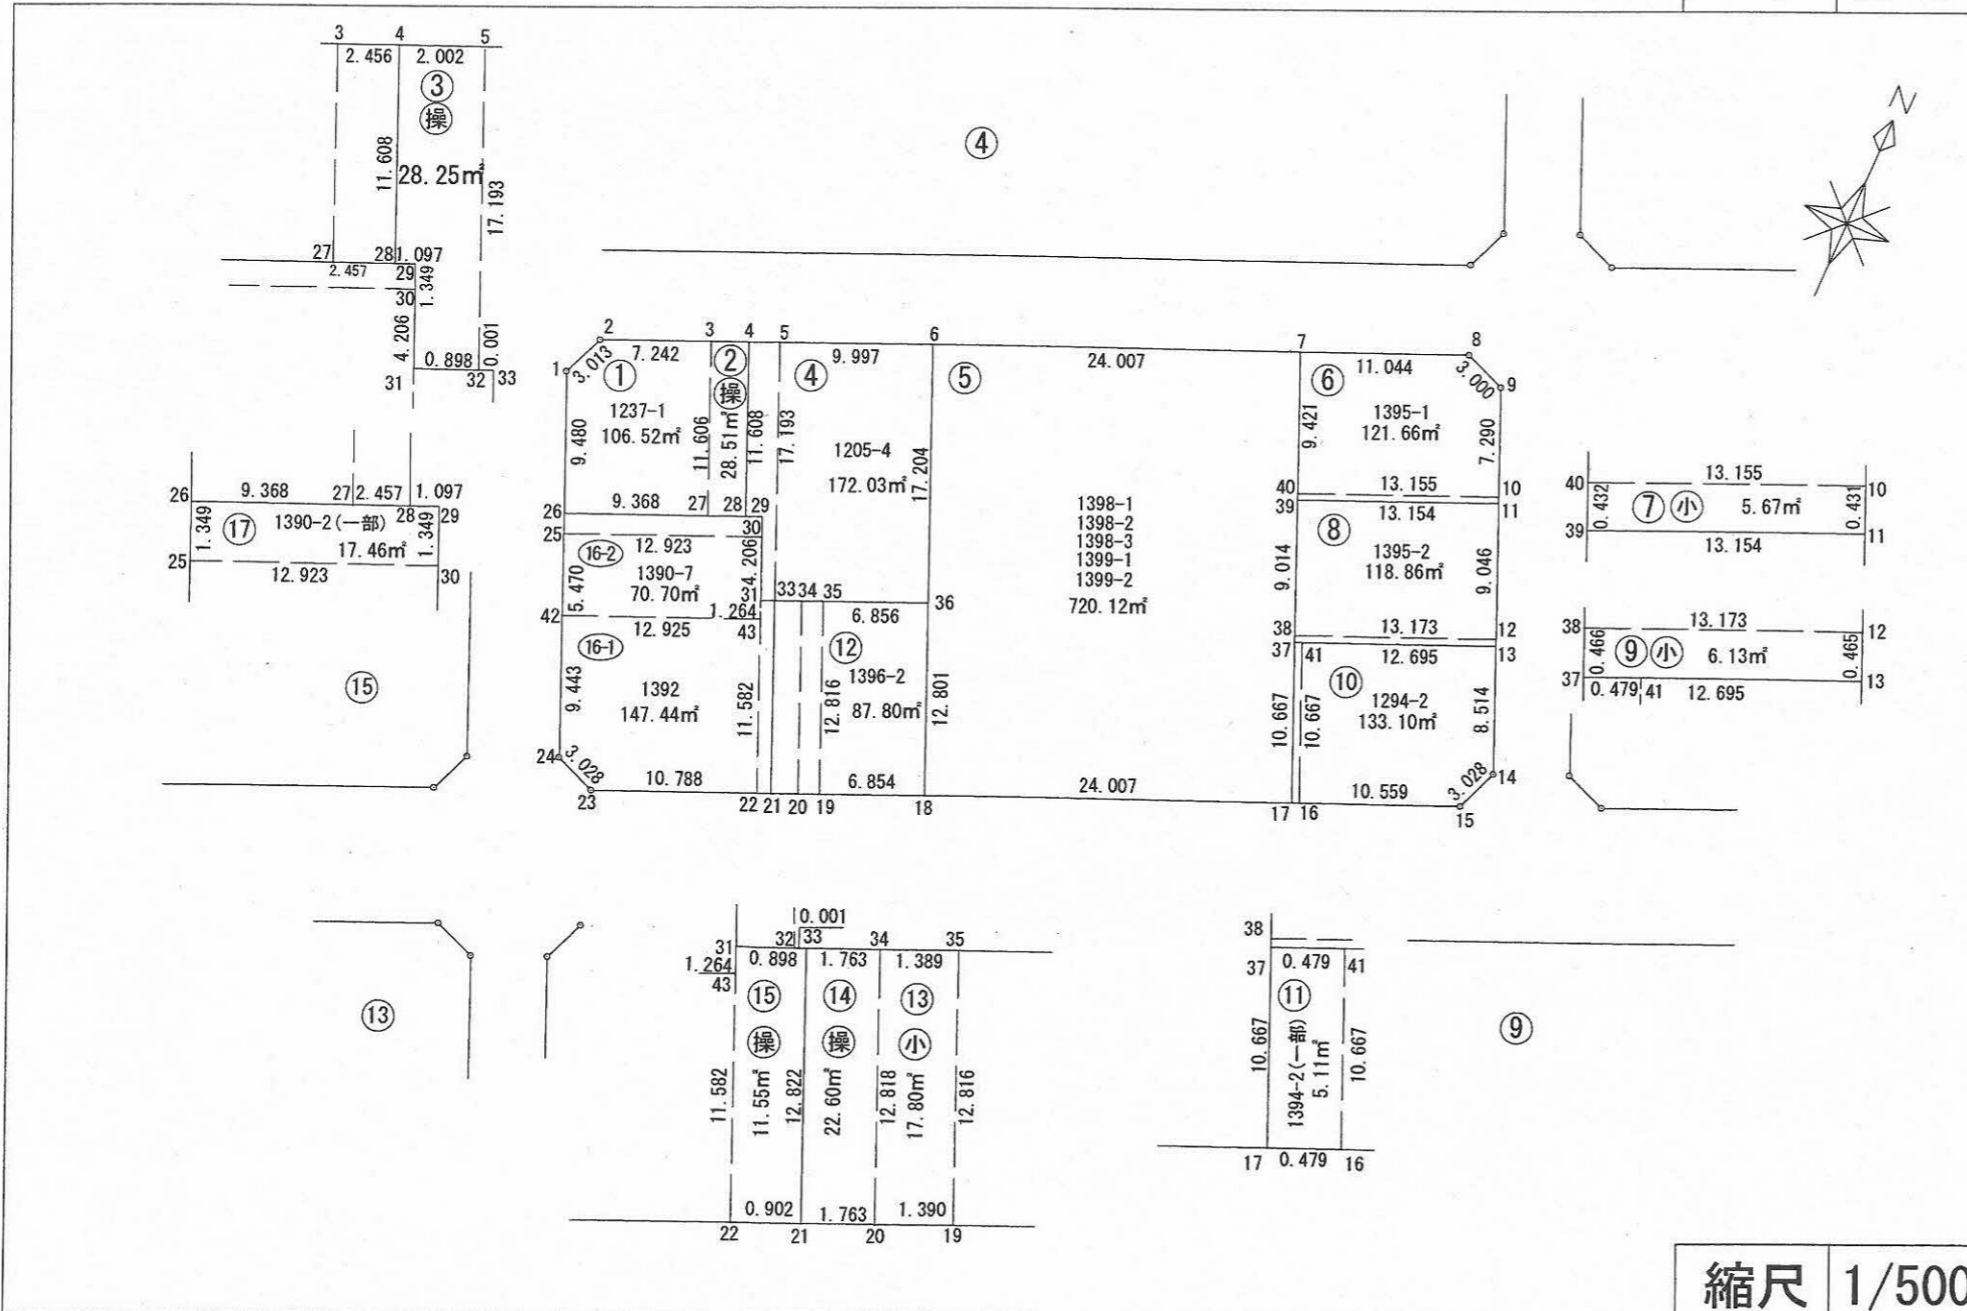 3 4 5
2.456 2.002
③
操
11.608
28.25㎡
17.193
27 28 1.097
2.457 29
30 1.349
4.206
0.898 0.001
31 32 33
④
N
2 3 4 5 6 7 8
1 3.013 7.242 ② 9.997 24.007 11.044 3.000 9
① 操 ④ ⑤ ⑥
1237-1
106.52㎡
9.480
11.606
28.51㎡
11.608
17.193
1205-4
172.03㎡
17.204
9.421
1395-1
121.66㎡
7.290
26 9.368 27 28 29
25 30
16-2 12.923
1390-7
70.70㎡
5.470
4.206
31 33 34 35
1.264 6.856 36
42 12.925 43
16-1
1392
147.44㎡
9.443
11.582
⑫
1396-2
87.80㎡
12.816
12.801
24 3.028
23 10.788 22 21 20 19 6.854 18 24.007 17 16
1398-1
1398-2
1398-3
1399-1
1399-2
720.12㎡
40 13.155 10
39 13.154 11
⑧
1395-2
118.86㎡
9.014
9.046
38 13.173 12
37 41 12.695 13
⑩
1294-2
133.10㎡
10.667
10.667
8.514
10.559 3.028 14
15
26 9.368 27 2.457 1.097
28 29
⑰ 1390-2(一部)
17.46㎡
1.349
1.349
25 12.923 30
⑮
40 13.155 10
0.432 ⑦ 小 5.67㎡ 0.431
39 13.154 11
38 13.173 12
0.466 ⑨ 小 6.13㎡ 0.465
37 0.479 41 12.695 13
⑬
0.001
31 32 33 34 35
1.264 0.898 1.763 1.389
43
⑮ ⑭ ⑬
操 操 小
11.582
11.55㎡
12.822
22.60㎡
12.818
17.80㎡
12.816
0.902 1.763 1.390
22 21 20 19
38
37 0.479 41
⑪
10.667
1394-2(一部)
5.11㎡
10.667
17 0.479 16
⑨
縮尺 1/500